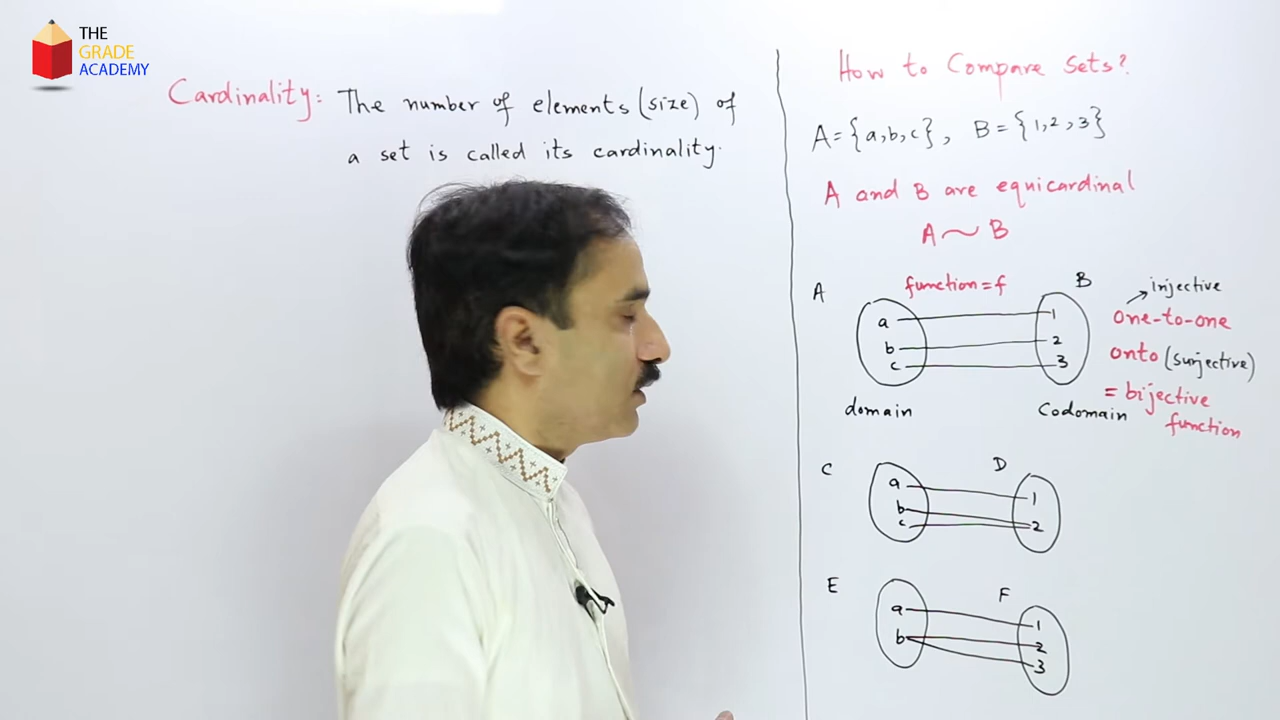 THE
GRADE
ACADEMY
Cardinality: The number of elements (size) of
a set is called its cardinality.
How to Compare Sets?
A={a,b,c}, B={1,2,3}
A and B are equicardinal
A ~ B
A function=f B
injective
a 1
one-to-one
b 2
c 3
onto (surjective)
= bijective
function
domain Codomain
C D
a 1
b
c 2
E F
a 1
b 2
3